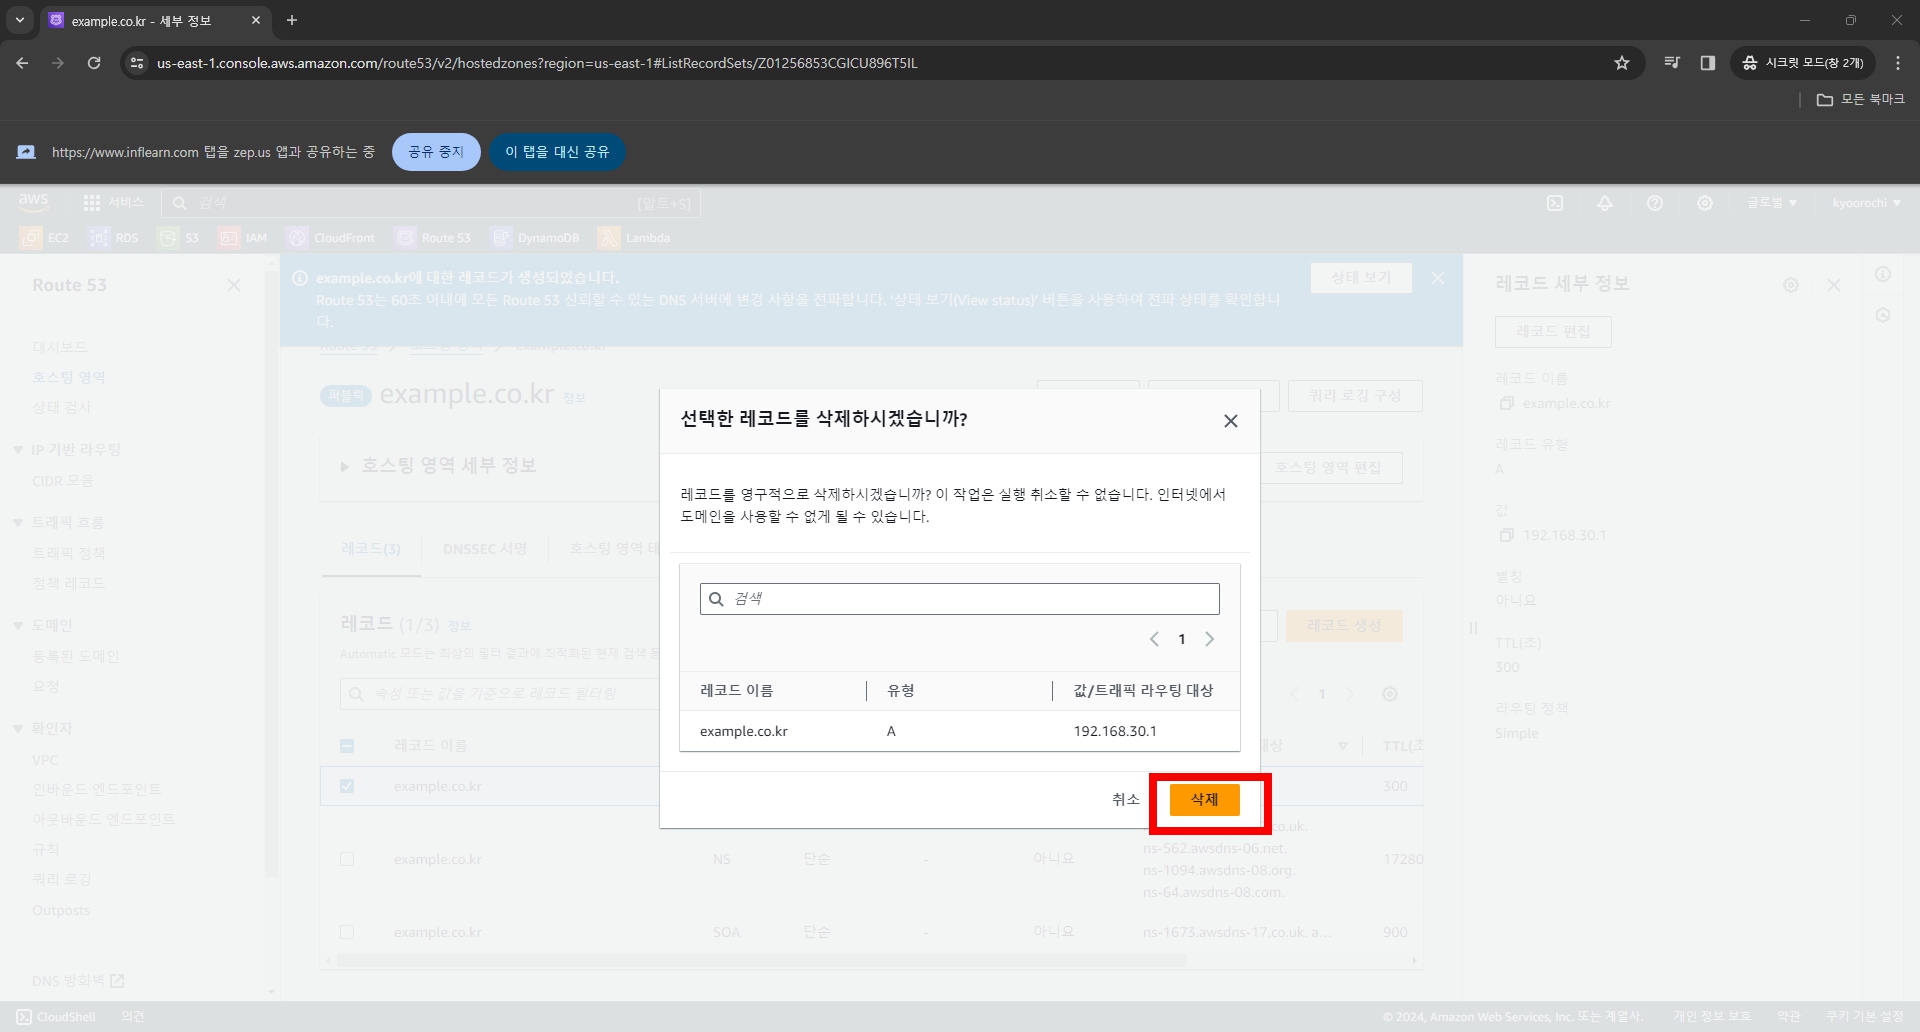 example.co.kr - 세부 정보
us-east-1.console.aws.amazon.com/route53/v2/hostedzones?region=us-east-1#ListRecordSets/Z01256853CGICU896T5IL
시크릿 모드(창 2개)
모든 북마크
https://www.inflearn.com 탭을 zep.us 앱과 공유하는 중
공유 중지
이 탭을 대신 공유
aws
서비스
검색
[알트+S]
글로벌
kyoorochi
EC2
RDS
S3
IAM
CloudFront
Route 53
DynamoDB
Lambda
Route 53
대시보드
호스팅 영역
상태 검사
IP 기반 라우팅
CIDR 모음
트래픽 흐름
트래픽 정책
정책 레코드
도메인
등록된 도메인
요청
확인자
VPC
인바운드 엔드포인트
아웃바운드 엔드포인트
규칙
쿼리 로깅
Outposts
DNS 방화벽
example.co.kr에 대한 레코드가 생성되었습니다.
Route 53는 60초 이내에 모든 Route 53 신뢰할 수 있는 DNS 서버에 변경 사항을 전파합니다. '상태 보기(View status)' 버튼을 사용하여 전파 상태를 확인합니
다.
상태 보기
Route 53
호스팅 영역
example.co.kr
퍼블릭
example.co.kr
정보
쿼리 로깅 구성
호스팅 영역 세부 정보
호스팅 영역 편집
레코드(3)
DNSSEC 서명
호스팅 영역
레코드 (1/3)
정보
레코드 생성
Automatic 모드는 최상의 필터 결과에 최적화된 현재 검색
속성 또는 값을 기준으로 레코드 필터링
1
레코드 이름
대상
TTL(초
example.co.kr
300
co.uk.
example.co.kr
NS
단순
-
아니요
ns-562.awsdns-06.net.
17280
ns-1094.awsdns-08.org.
ns-64.awsdns-08.com.
example.co.kr
SOA
단순
-
아니요
ns-1673.awsdns-17.co.uk. a...
900
선택한 레코드를 삭제하시겠습니까?
레코드를 영구적으로 삭제하시겠습니까? 이 작업은 실행 취소할 수 없습니다. 인터넷에서
도메인을 사용할 수 없게 될 수 있습니다.
검색
1
레코드 이름
유형
값/트래픽 라우팅 대상
example.co.kr
A
192.168.30.1
취소
삭제
레코드 세부 정보
레코드 편집
레코드 이름
example.co.kr
레코드 유형
A
값
192.168.30.1
별칭
아니요
TTL(초)
300
라우팅 정책
Simple
CloudShell
의견
© 2024, Amazon Web Services, Inc. 또는 계열사.
개인 정보 보호
약관
쿠키 기본 설정